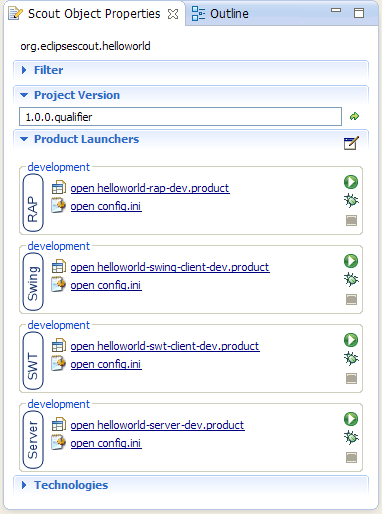 Scout Object Properties Outline
org.eclipsescout.helloworld
Filter
Project Version
1.0.0.qualifier
Product Launchers
development
RAP
open helloworld-rap-dev.product
open config.ini
development
Swing
open helloworld-swing-client-dev.product
open config.ini
development
SWT
open helloworld-swt-client-dev.product
open config.ini
development
Server
open helloworld-server-dev.product
open config.ini
Technologies